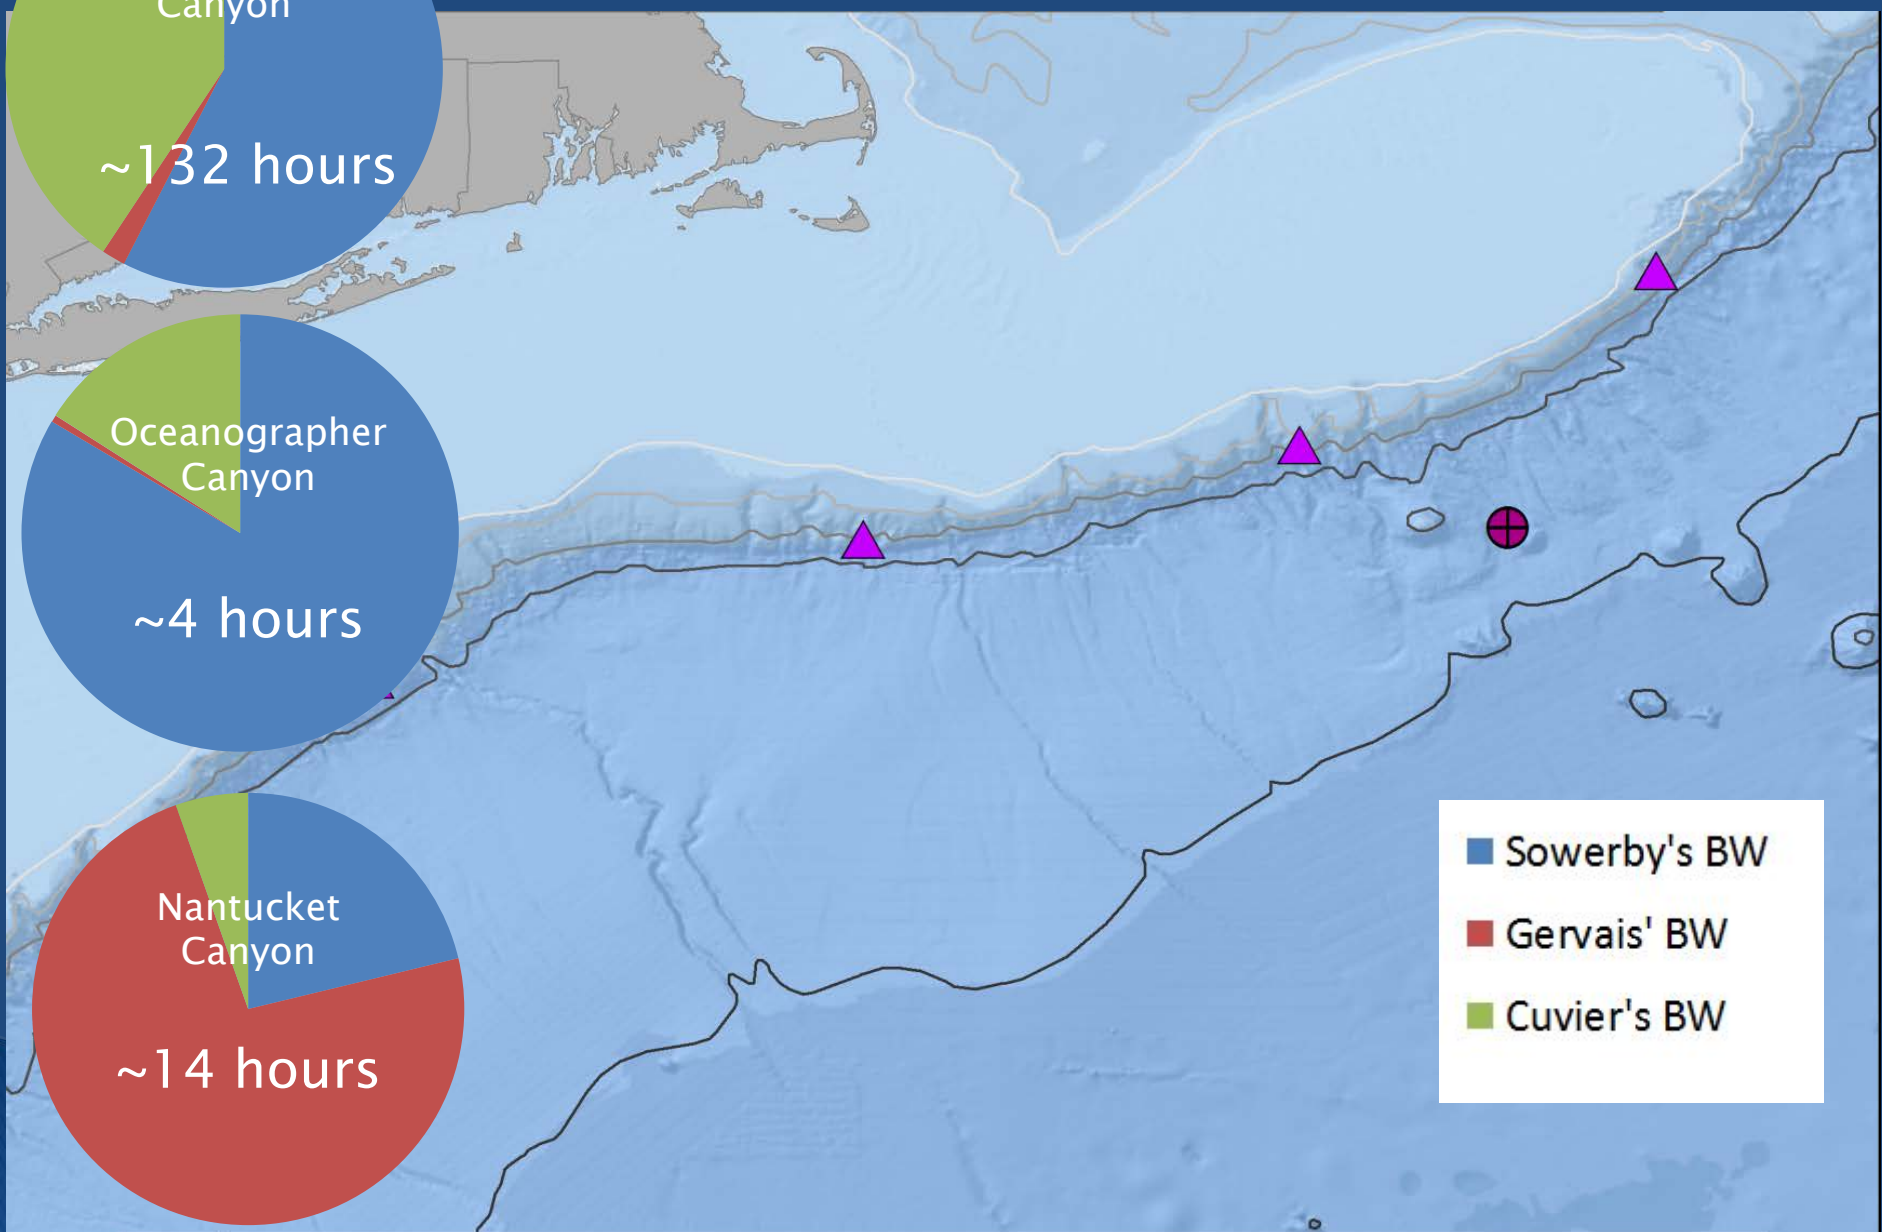 Canyon
~132 hours
Oceanographer
Canyon
~4 hours
Nantucket
Canyon
~14 hours
Sowerby's BW
Gervais' BW
Cuvier's BW